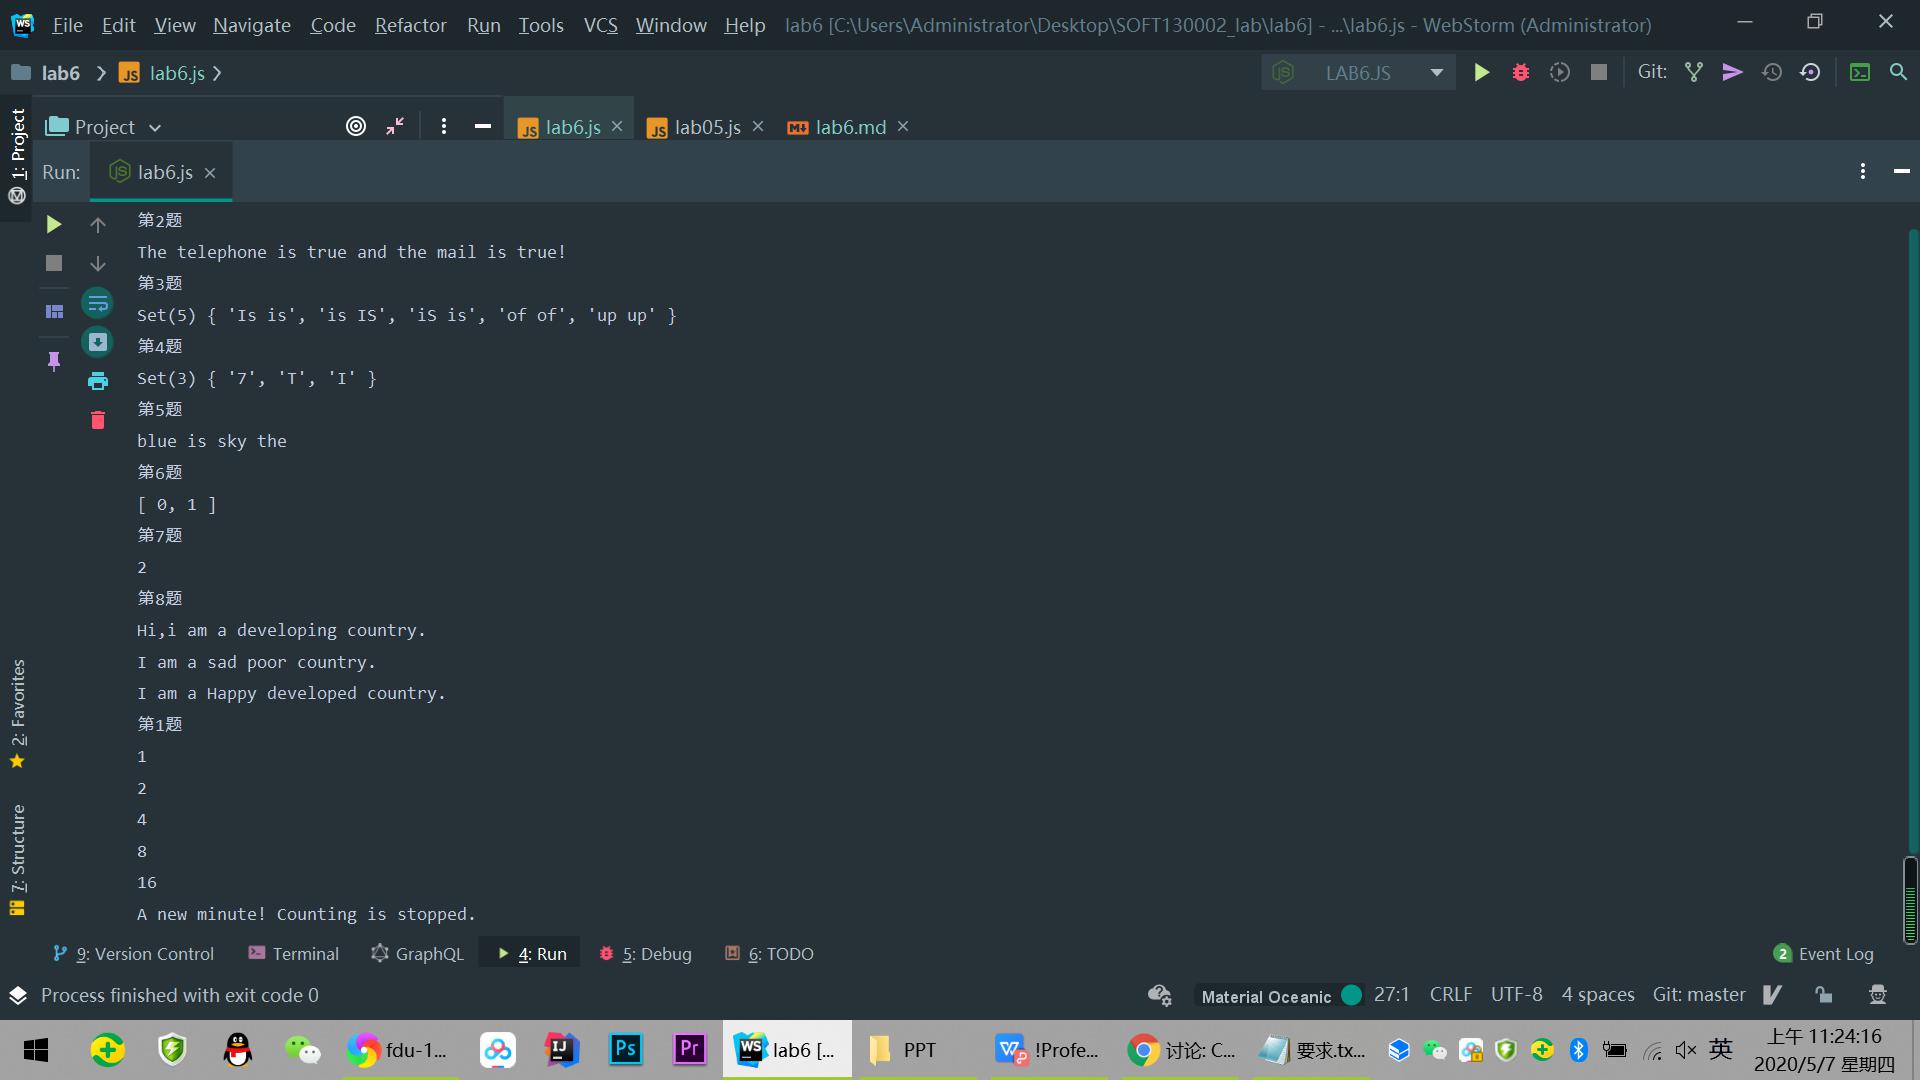 File Edit View Navigate Code Refactor Run Tools VCS Window Help lab6 [C:\Users\Administrator\Desktop\SOFT130002_lab\lab6] - ...\lab6.js - WebStorm (Administrator)
lab6 lab6.js LAB6.JS Git:
1: Project
Project lab6.js lab05.js lab6.md
Run: lab6.js
第2题
The telephone is true and the mail is true!
第3题
Set(5) { 'Is is', 'is IS', 'iS is', 'of of', 'up up' }
第4题
Set(3) { '7', 'T', 'I' }
第5题
blue is sky the
第6题
[ 0, 1 ]
第7题
2
第8题
Hi,i am a developing country.
I am a sad poor country.
I am a Happy developed country.
第1题
1
2
4
8
16
A new minute! Counting is stopped.
2: Favorites
7: Structure
9: Version Control Terminal GraphQL 4: Run 5: Debug 6: TODO 2 Event Log
Process finished with exit code 0 Material Oceanic 27:1 CRLF UTF-8 4 spaces Git: master
fdu-1... Ps Pr lab6 [... PPT !Profe... 讨论: C... 要求.tx... 英
上午 11:24:16
2020/5/7 星期四